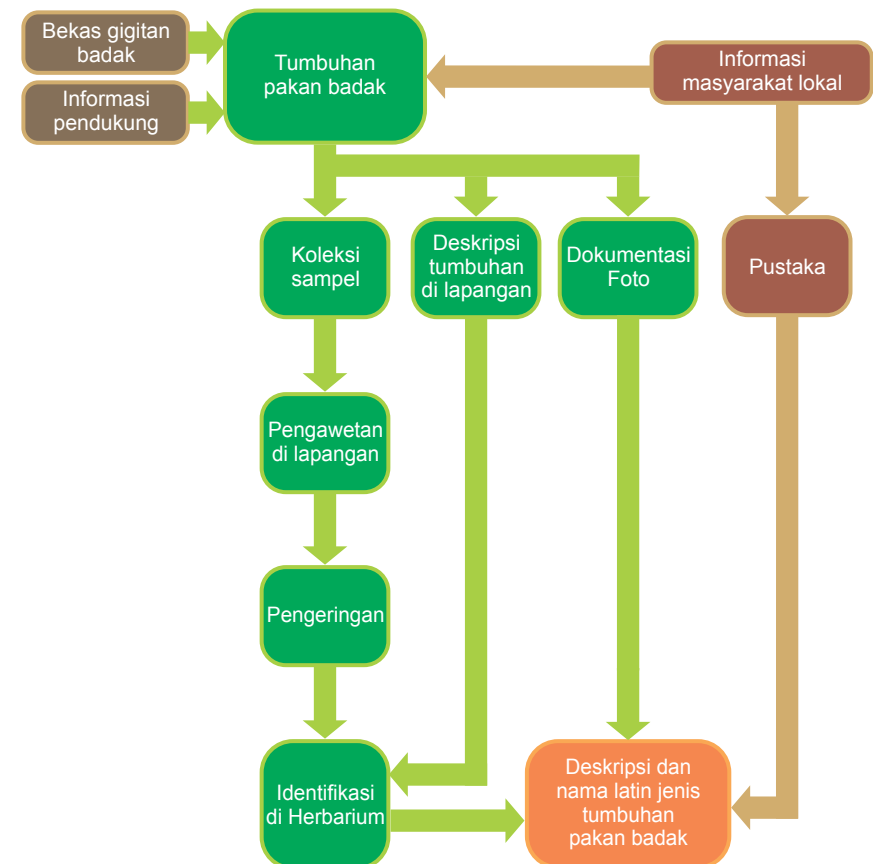 Bekas gigitan
badak
Tumbuhan
pakan badak
Informasi
masyarakat lokal
Informasi
pendukung
Koleksi
sampel
Deskripsi
tumbuhan
di lapangan
Dokumentasi
Foto
Pustaka
Pengawetan
di lapangan
Pengeringan
Identifikasi
di Herbarium
Deskripsi dan
nama latin jenis
tumbuhan
pakan badak